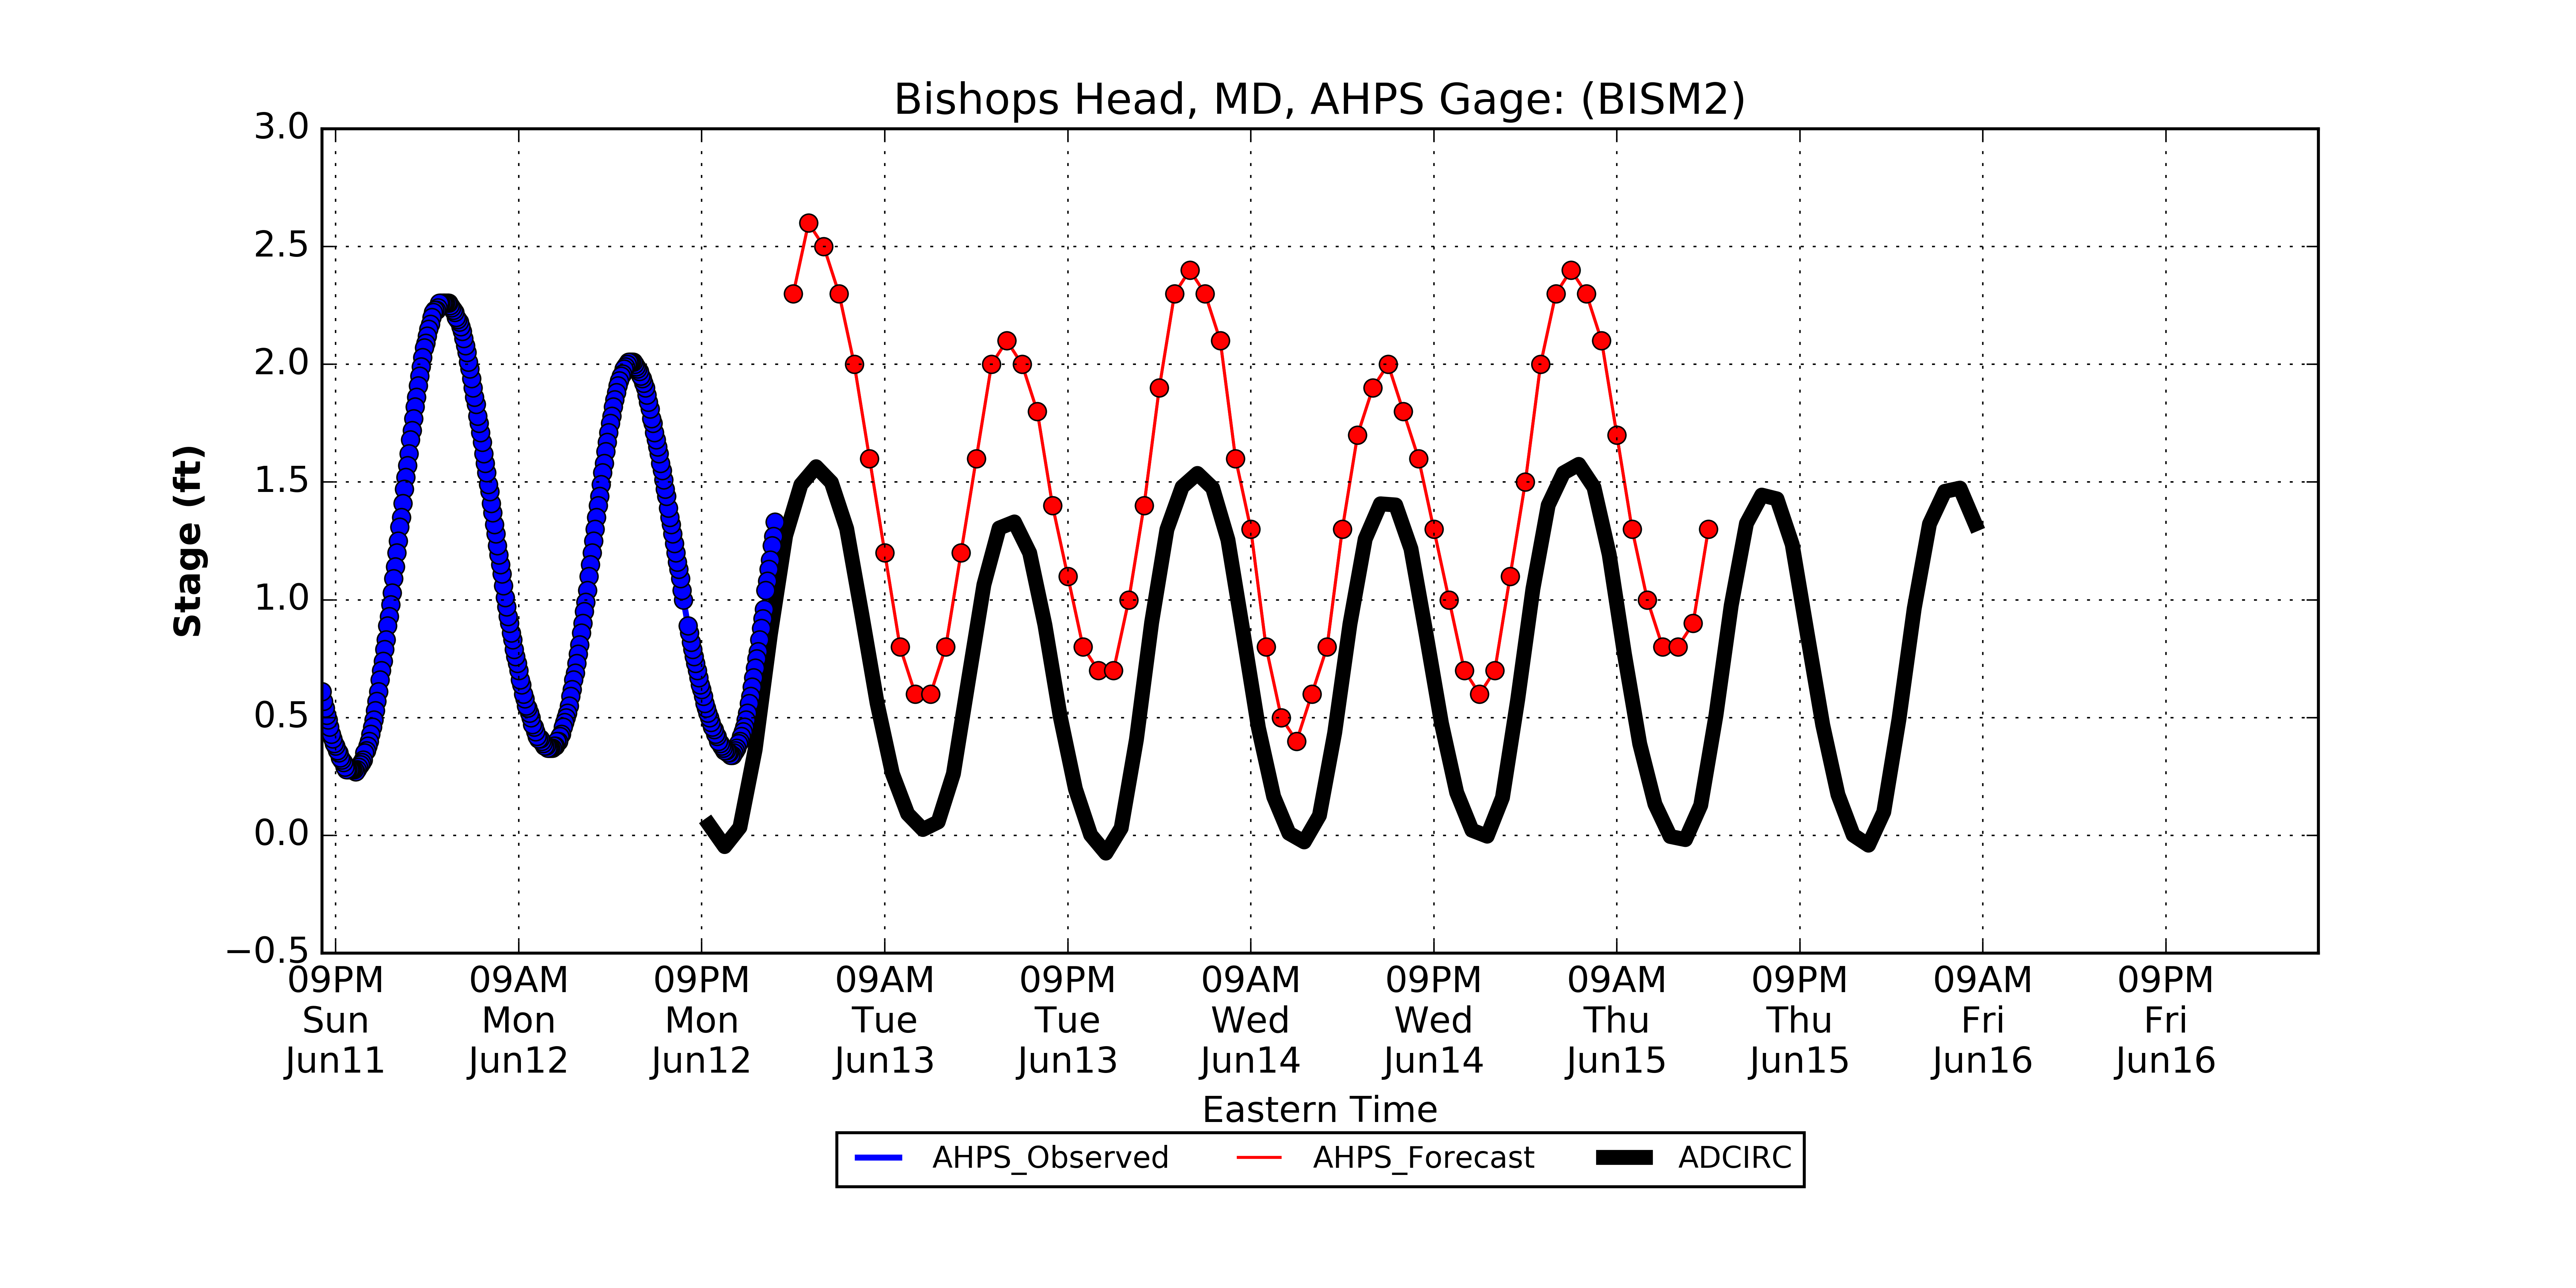 Bishops Head, MD, AHPS Gage: (BISM2)
3.0
2.5
2.0
1.5
1.0
0.5
0.0
−0.5
Stage (ft)
09PM 09AM 09PM 09AM 09PM 09AM 09PM 09AM 09PM 09AM 09PM
Sun Mon Mon Tue Tue Wed Wed Thu Thu Fri Fri
Jun11 Jun12 Jun12 Jun13 Jun13 Jun14 Jun14 Jun15 Jun15 Jun16 Jun16
Eastern Time
AHPS_Observed AHPS_Forecast ADCIRC